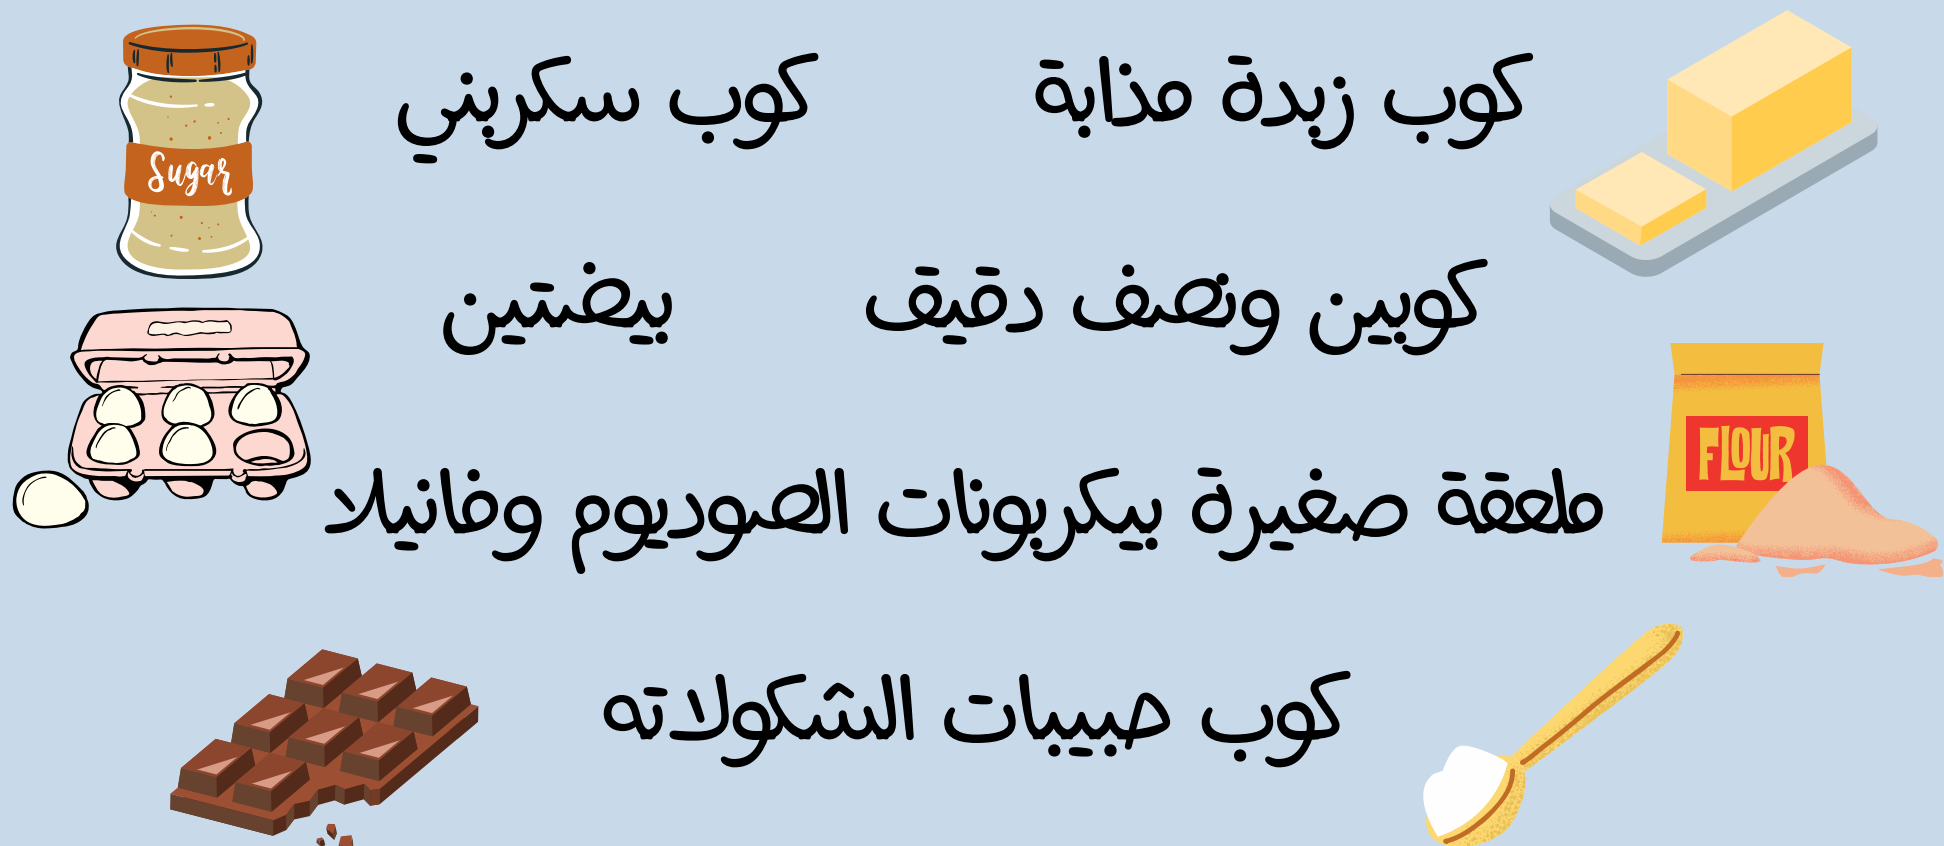 كوب زبدة مذابة
كوب سكربني
Sugar
كوبين ونصف دقيق
بيضتين
FLOUR
ملعقة صغيرة بيكربونات الصوديوم وفانيلا
كوب حبيبات الشكولاته